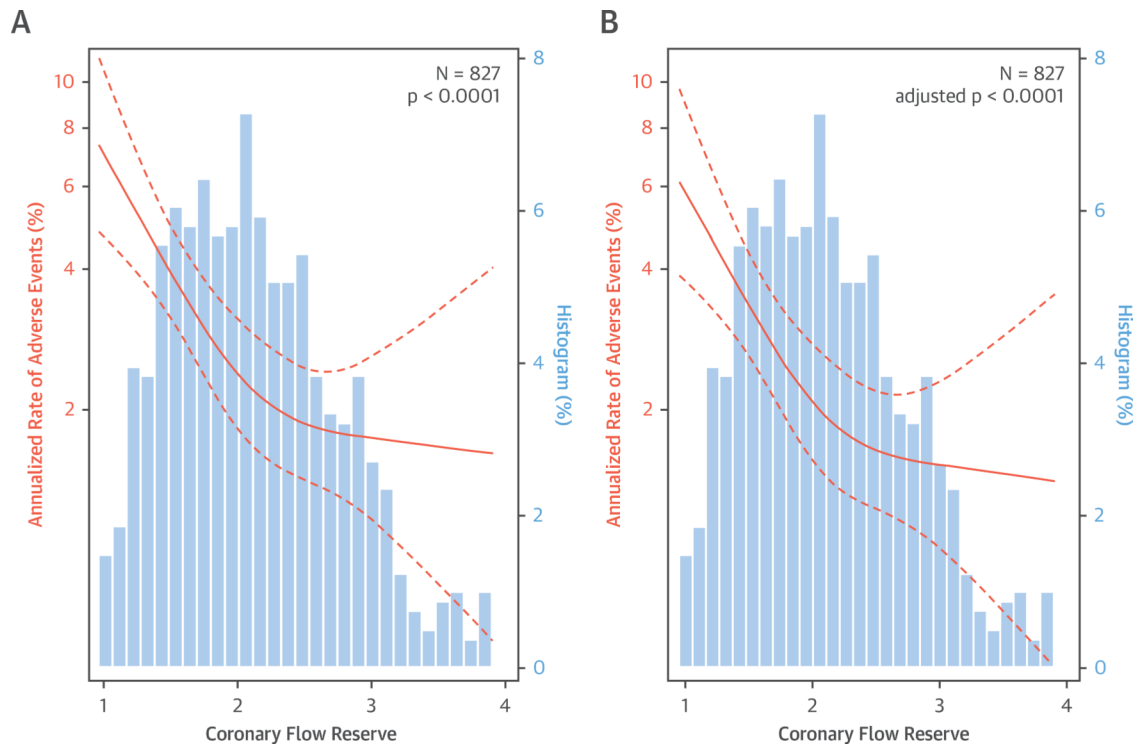 A
N = 827
p < 0.0001
Annualized Rate of Adverse Events (%)
10
8
6
4
2
8
6
4
2
0
Histogram (%)
1
2
3
4
Coronary Flow Reserve
B
N = 827
adjusted p < 0.0001
Annualized Rate of Adverse Events (%)
10
8
6
4
2
8
6
4
2
0
Histogram (%)
1
2
3
4
Coronary Flow Reserve